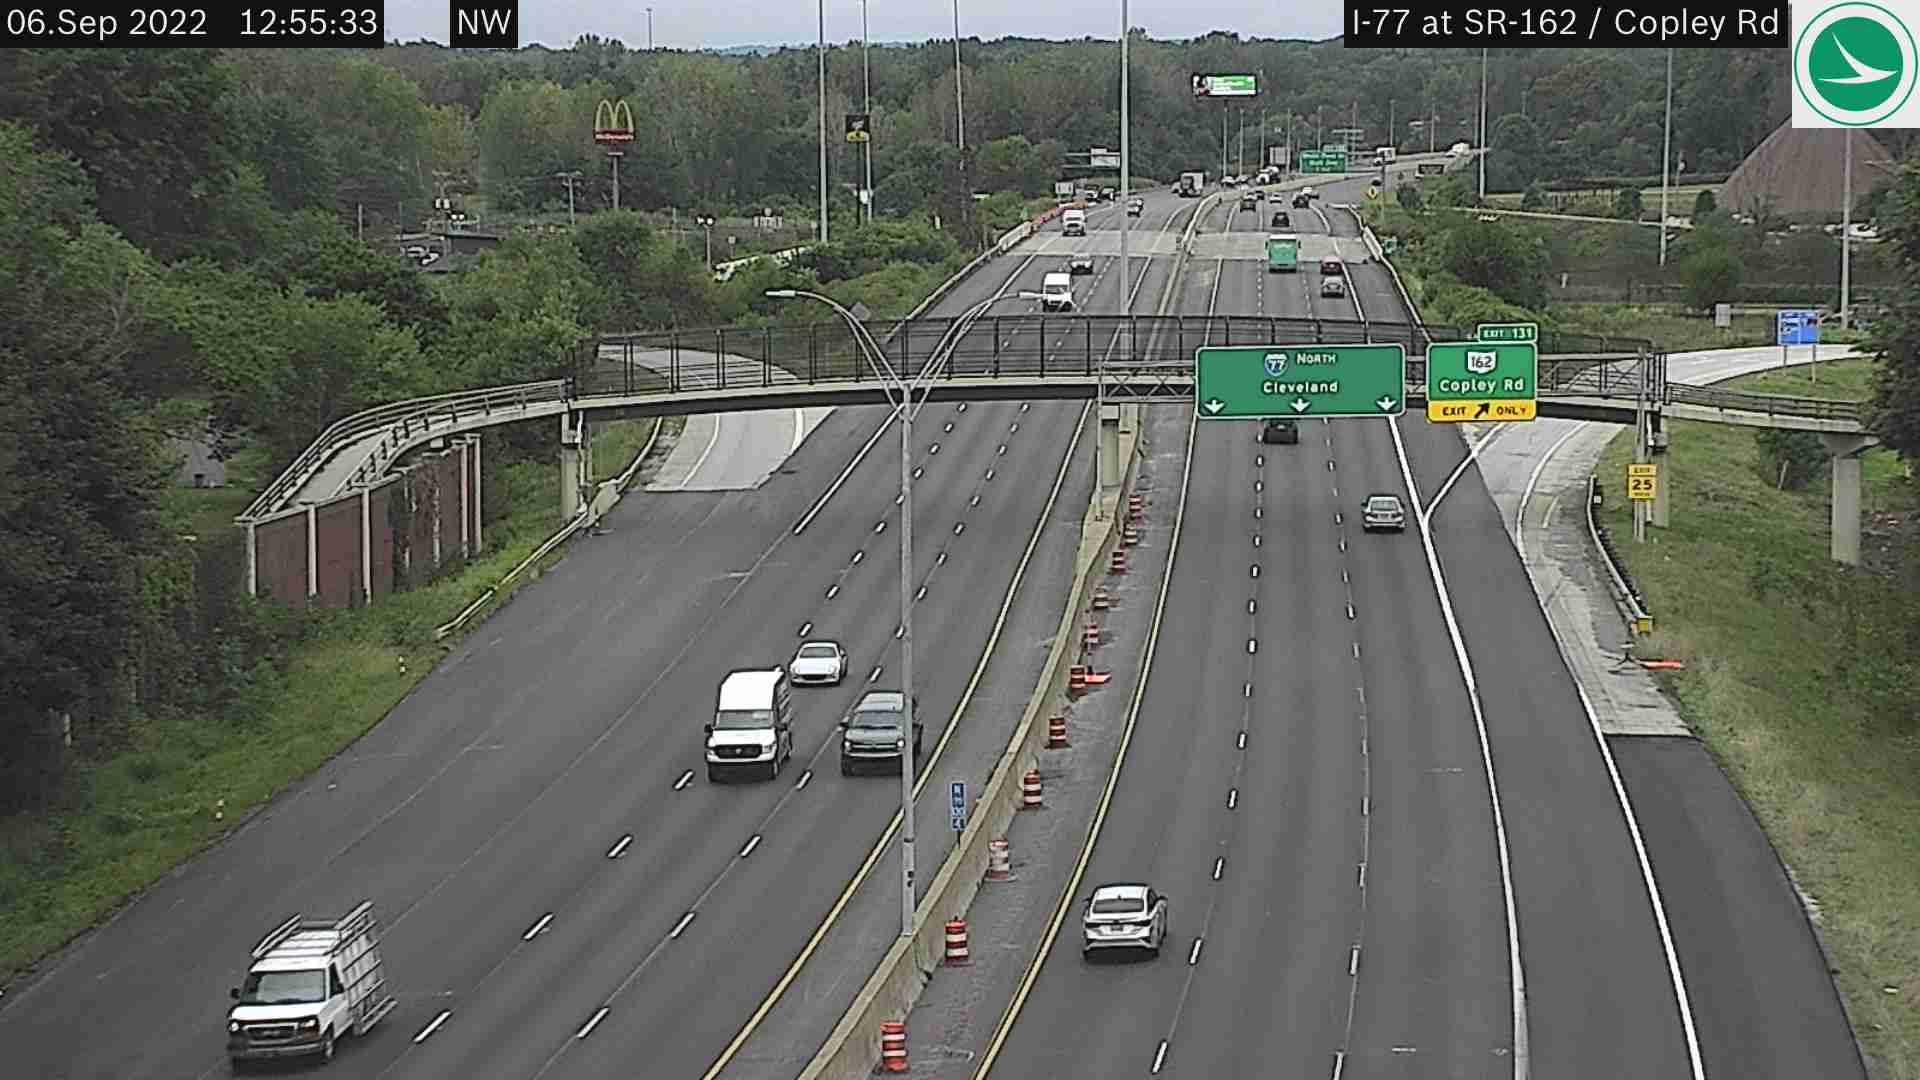 06.Sep 2022 12:55:33
NW
I-77 at SR-162 / Copley Rd
McDonald's
EXIT 131
77 NORTH
Cleveland
162
Copley Rd
EXIT ONLY
EXIT
25